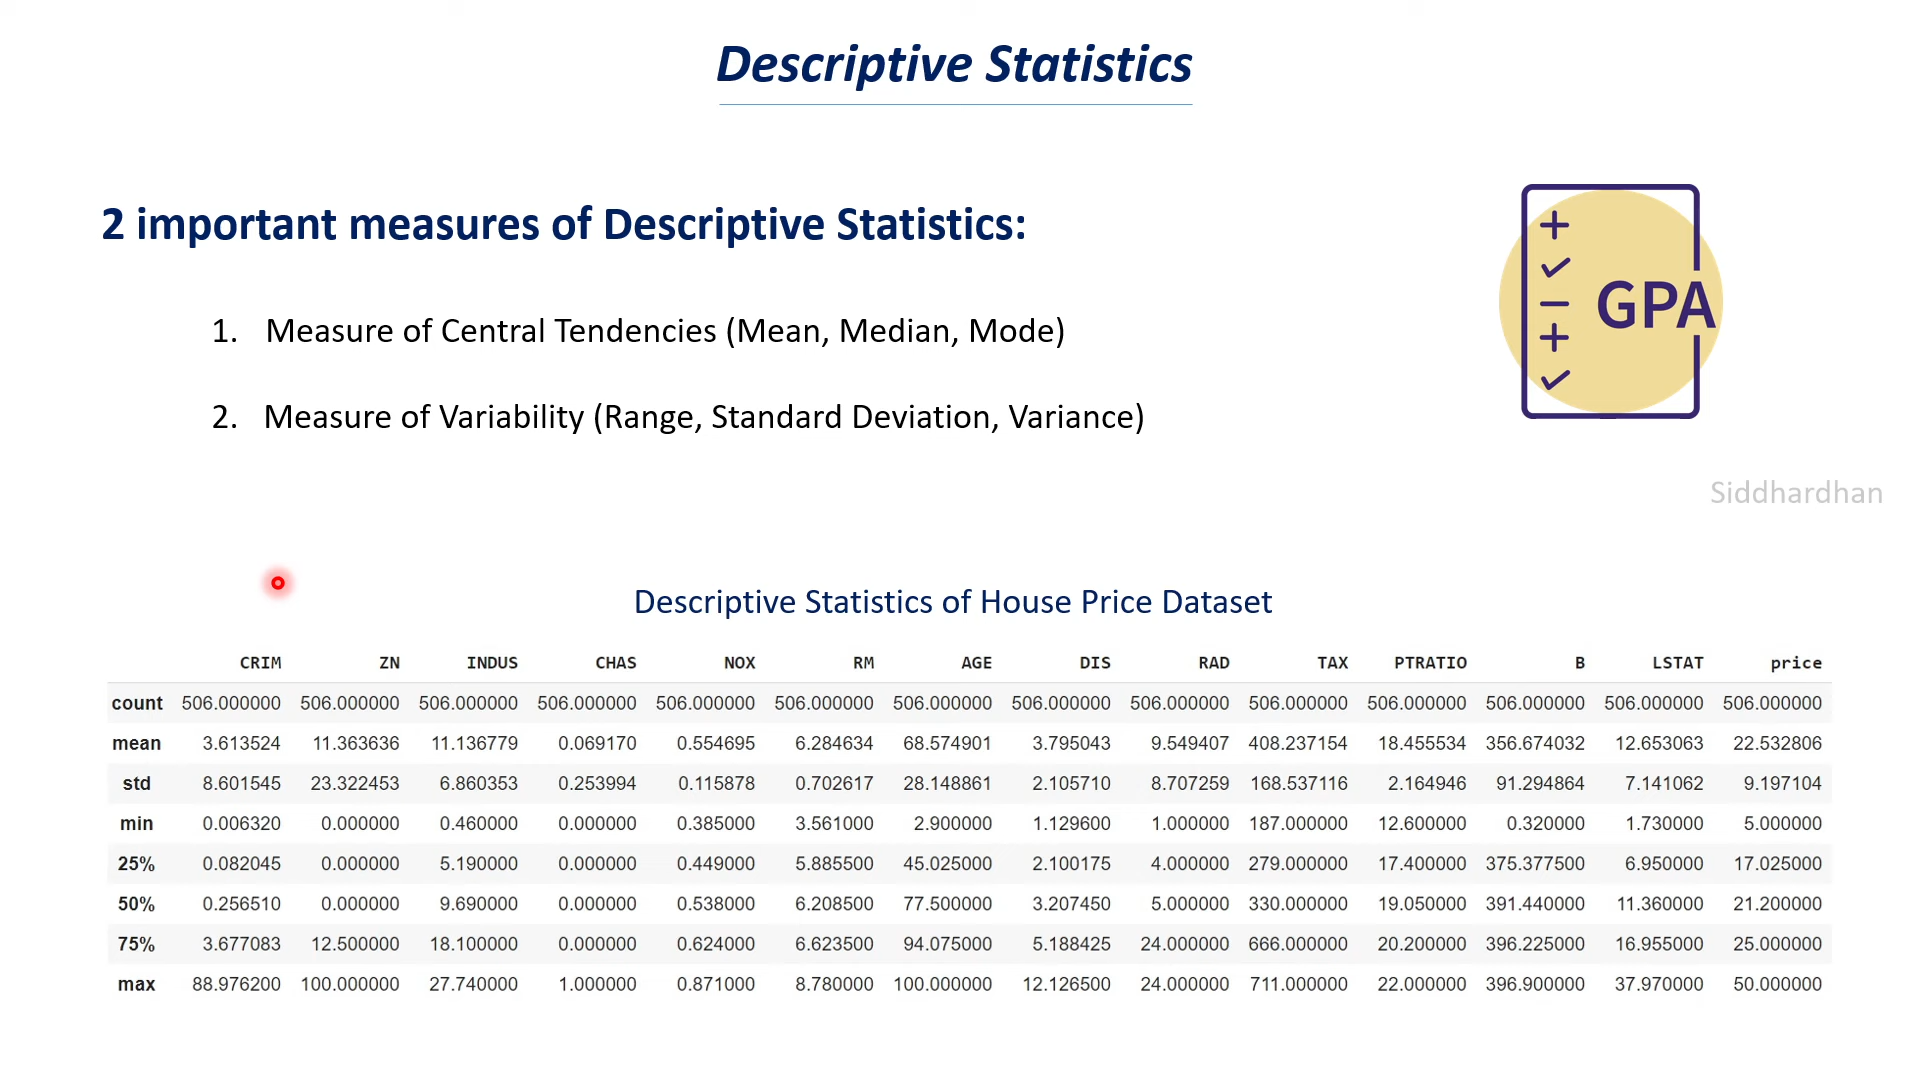 Descriptive Statistics
2 important measures of Descriptive Statistics:
1. Measure of Central Tendencies (Mean, Median, Mode)
2. Measure of Variability (Range, Standard Deviation, Variance)
GPA
Siddhardhan
Descriptive Statistics of House Price Dataset
CRIM ZN INDUS CHAS NOX RM AGE DIS RAD TAX PTRATIO B LSTAT price
count 506.000000 506.000000 506.000000 506.000000 506.000000 506.000000 506.000000 506.000000 506.000000 506.000000 506.000000 506.000000 506.000000 506.000000
mean 3.613524 11.363636 11.136779 0.069170 0.554695 6.284634 68.574901 3.795043 9.549407 408.237154 18.455534 356.674032 12.653063 22.532806
std 8.601545 23.322453 6.860353 0.253994 0.115878 0.702617 28.148861 2.105710 8.707259 168.537116 2.164946 91.294864 7.141062 9.197104
min 0.006320 0.000000 0.460000 0.000000 0.385000 3.561000 2.900000 1.129600 1.000000 187.000000 12.600000 0.320000 1.730000 5.000000
25% 0.082045 0.000000 5.190000 0.000000 0.449000 5.885500 45.025000 2.100175 4.000000 279.000000 17.400000 375.377500 6.950000 17.025000
50% 0.256510 0.000000 9.690000 0.000000 0.538000 6.208500 77.500000 3.207450 5.000000 330.000000 19.050000 391.440000 11.360000 21.200000
75% 3.677083 12.500000 18.100000 0.000000 0.624000 6.623500 94.075000 5.188425 24.000000 666.000000 20.200000 396.225000 16.955000 25.000000
max 88.976200 100.000000 27.740000 1.000000 0.871000 8.780000 100.000000 12.126500 24.000000 711.000000 22.000000 396.900000 37.970000 50.000000